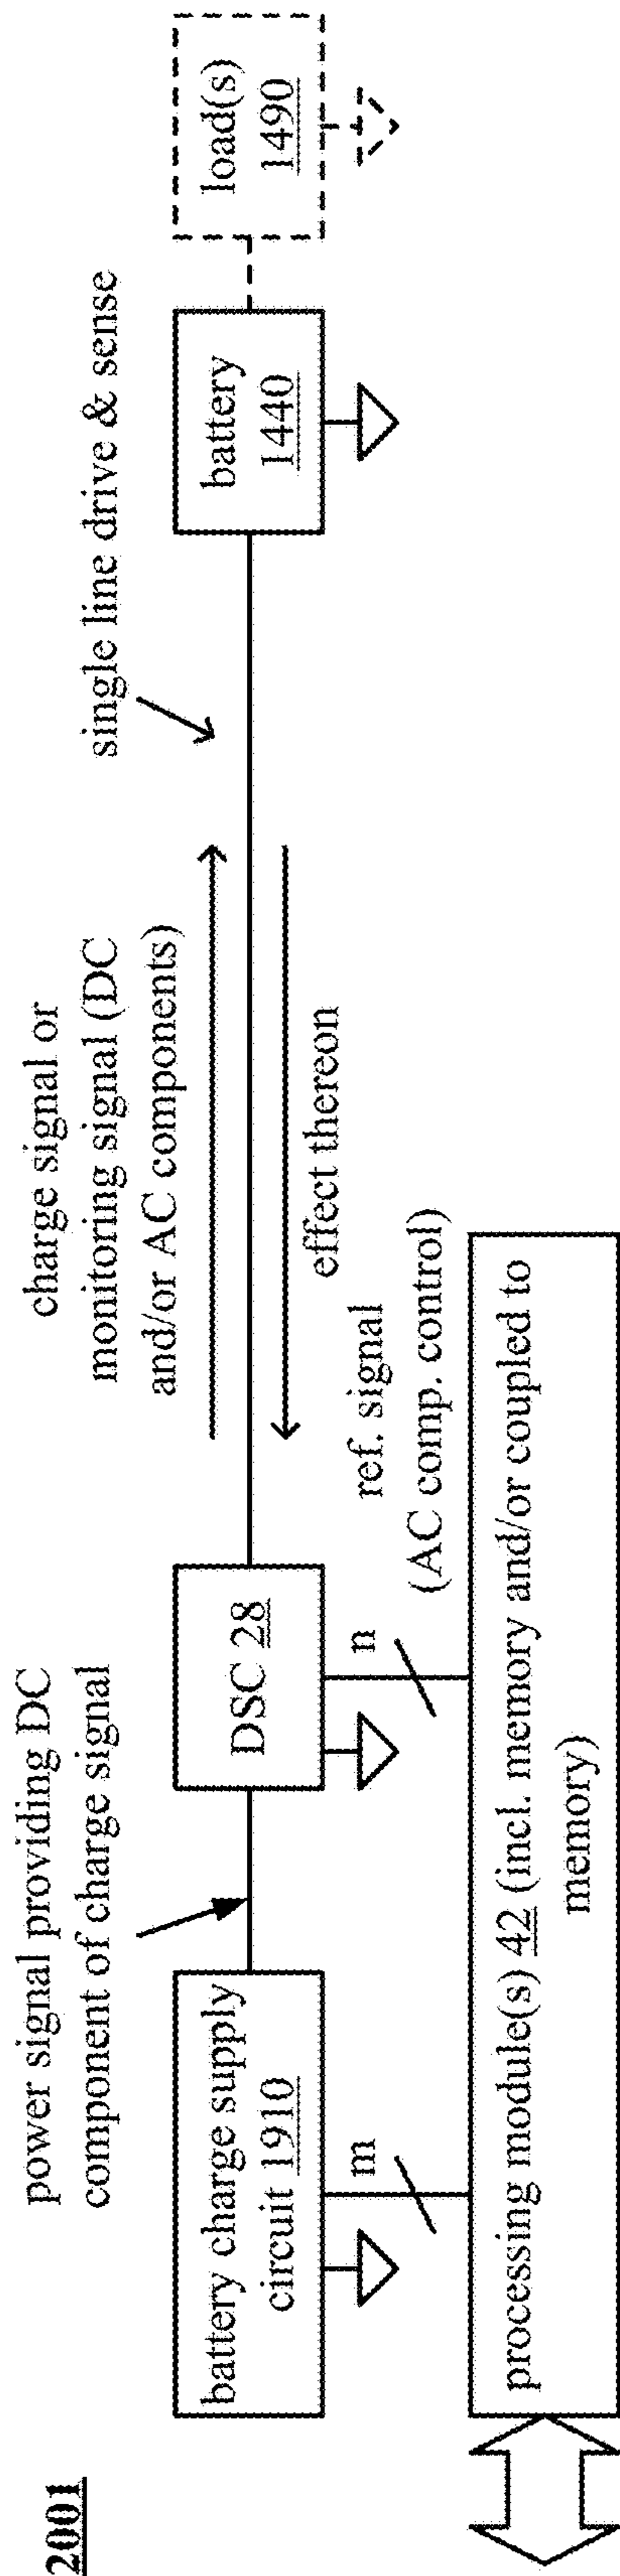 2001
power signal providing DC
component of charge signal
charge signal or
monitoring signal (DC
and/or AC components)
single line drive & sense
battery charge supply
circuit 1910
DSC 28
battery
1440
load(s)
1490
effect thereon
m
n
ref. signal
(AC comp. control)
processing module(s) 42 (incl. memory and/or coupled to
memory)